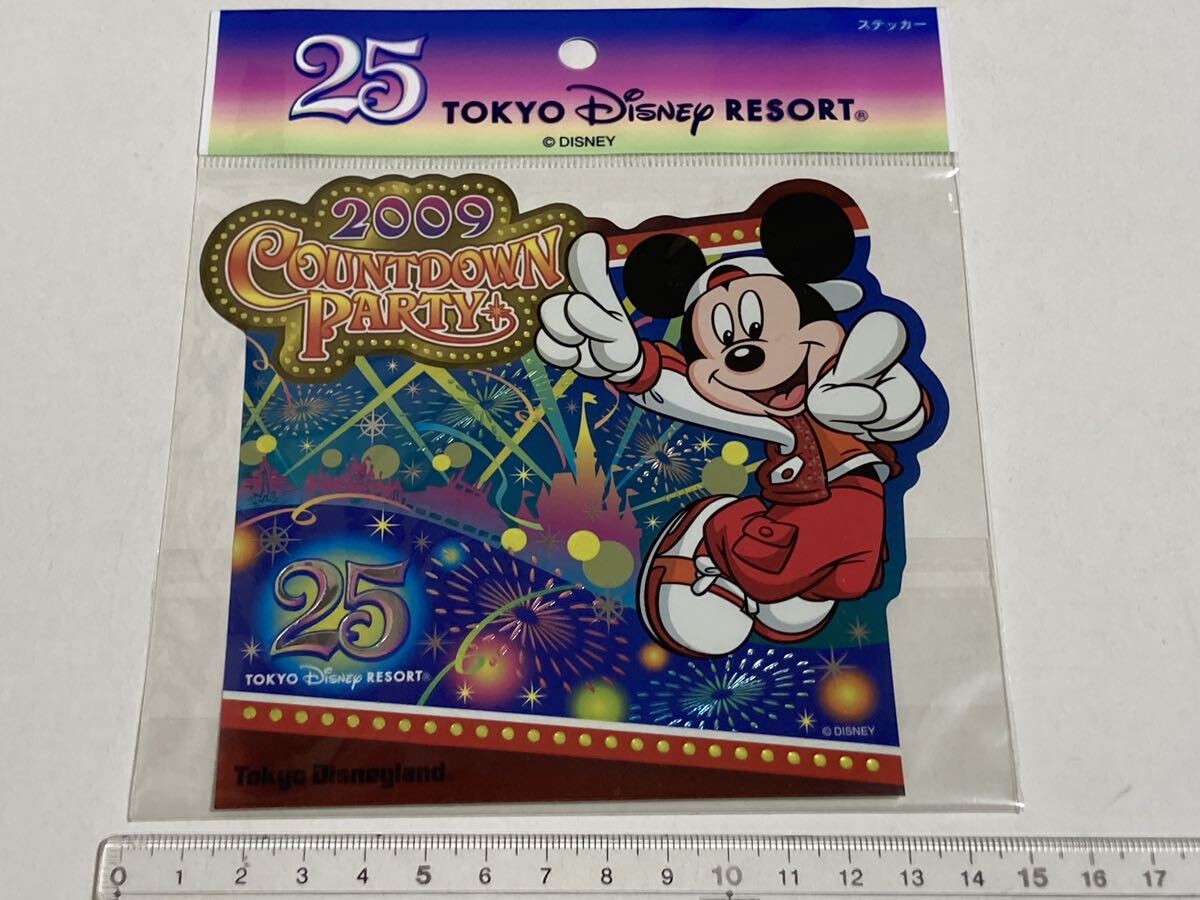 ステッカー
25 TOKYO Disney RESORT®
© DISNEY
2009
COUNTDOWN
PARTY
25
TOKYO Disney RESORT®
© DISNEY
Tokyo Disneyland
0 1 2 3 4 5 6 7 8 9 10 11 12 13 14 15 16 17